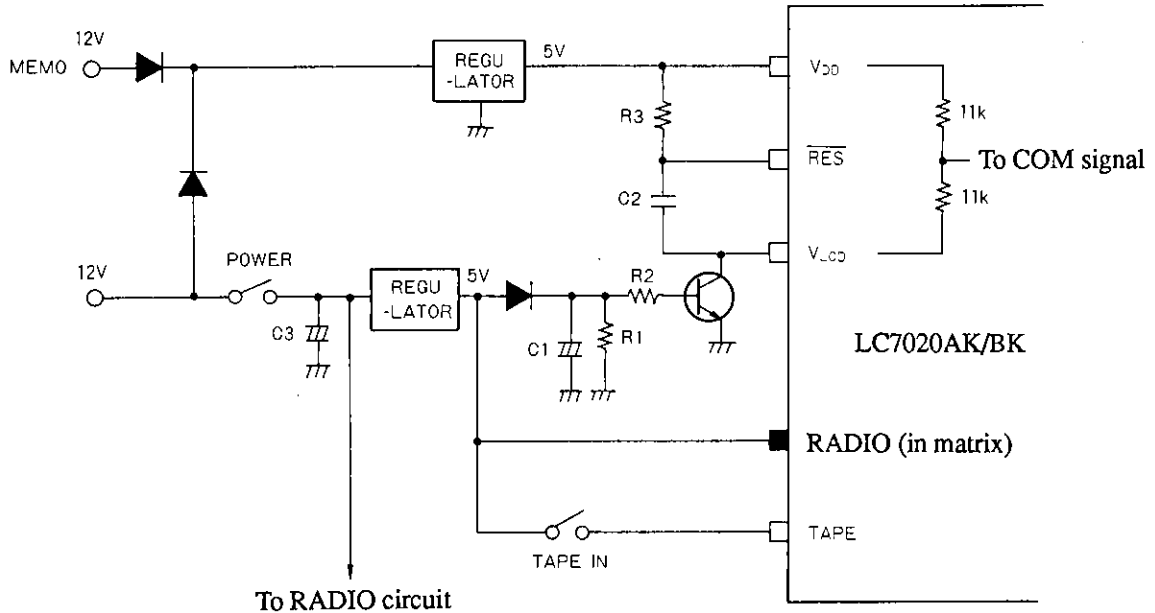 12V
MEMO
REGU
-LATOR
5V
R3
C2
VDD
RES
11k
To COM signal
11k
VLCD
12V
POWER
C3
REGU
-LATOR
5V
C1
R1
R2
LC7020AK/BK
RADIO (in matrix)
TAPE IN
TAPE
To RADIO circuit